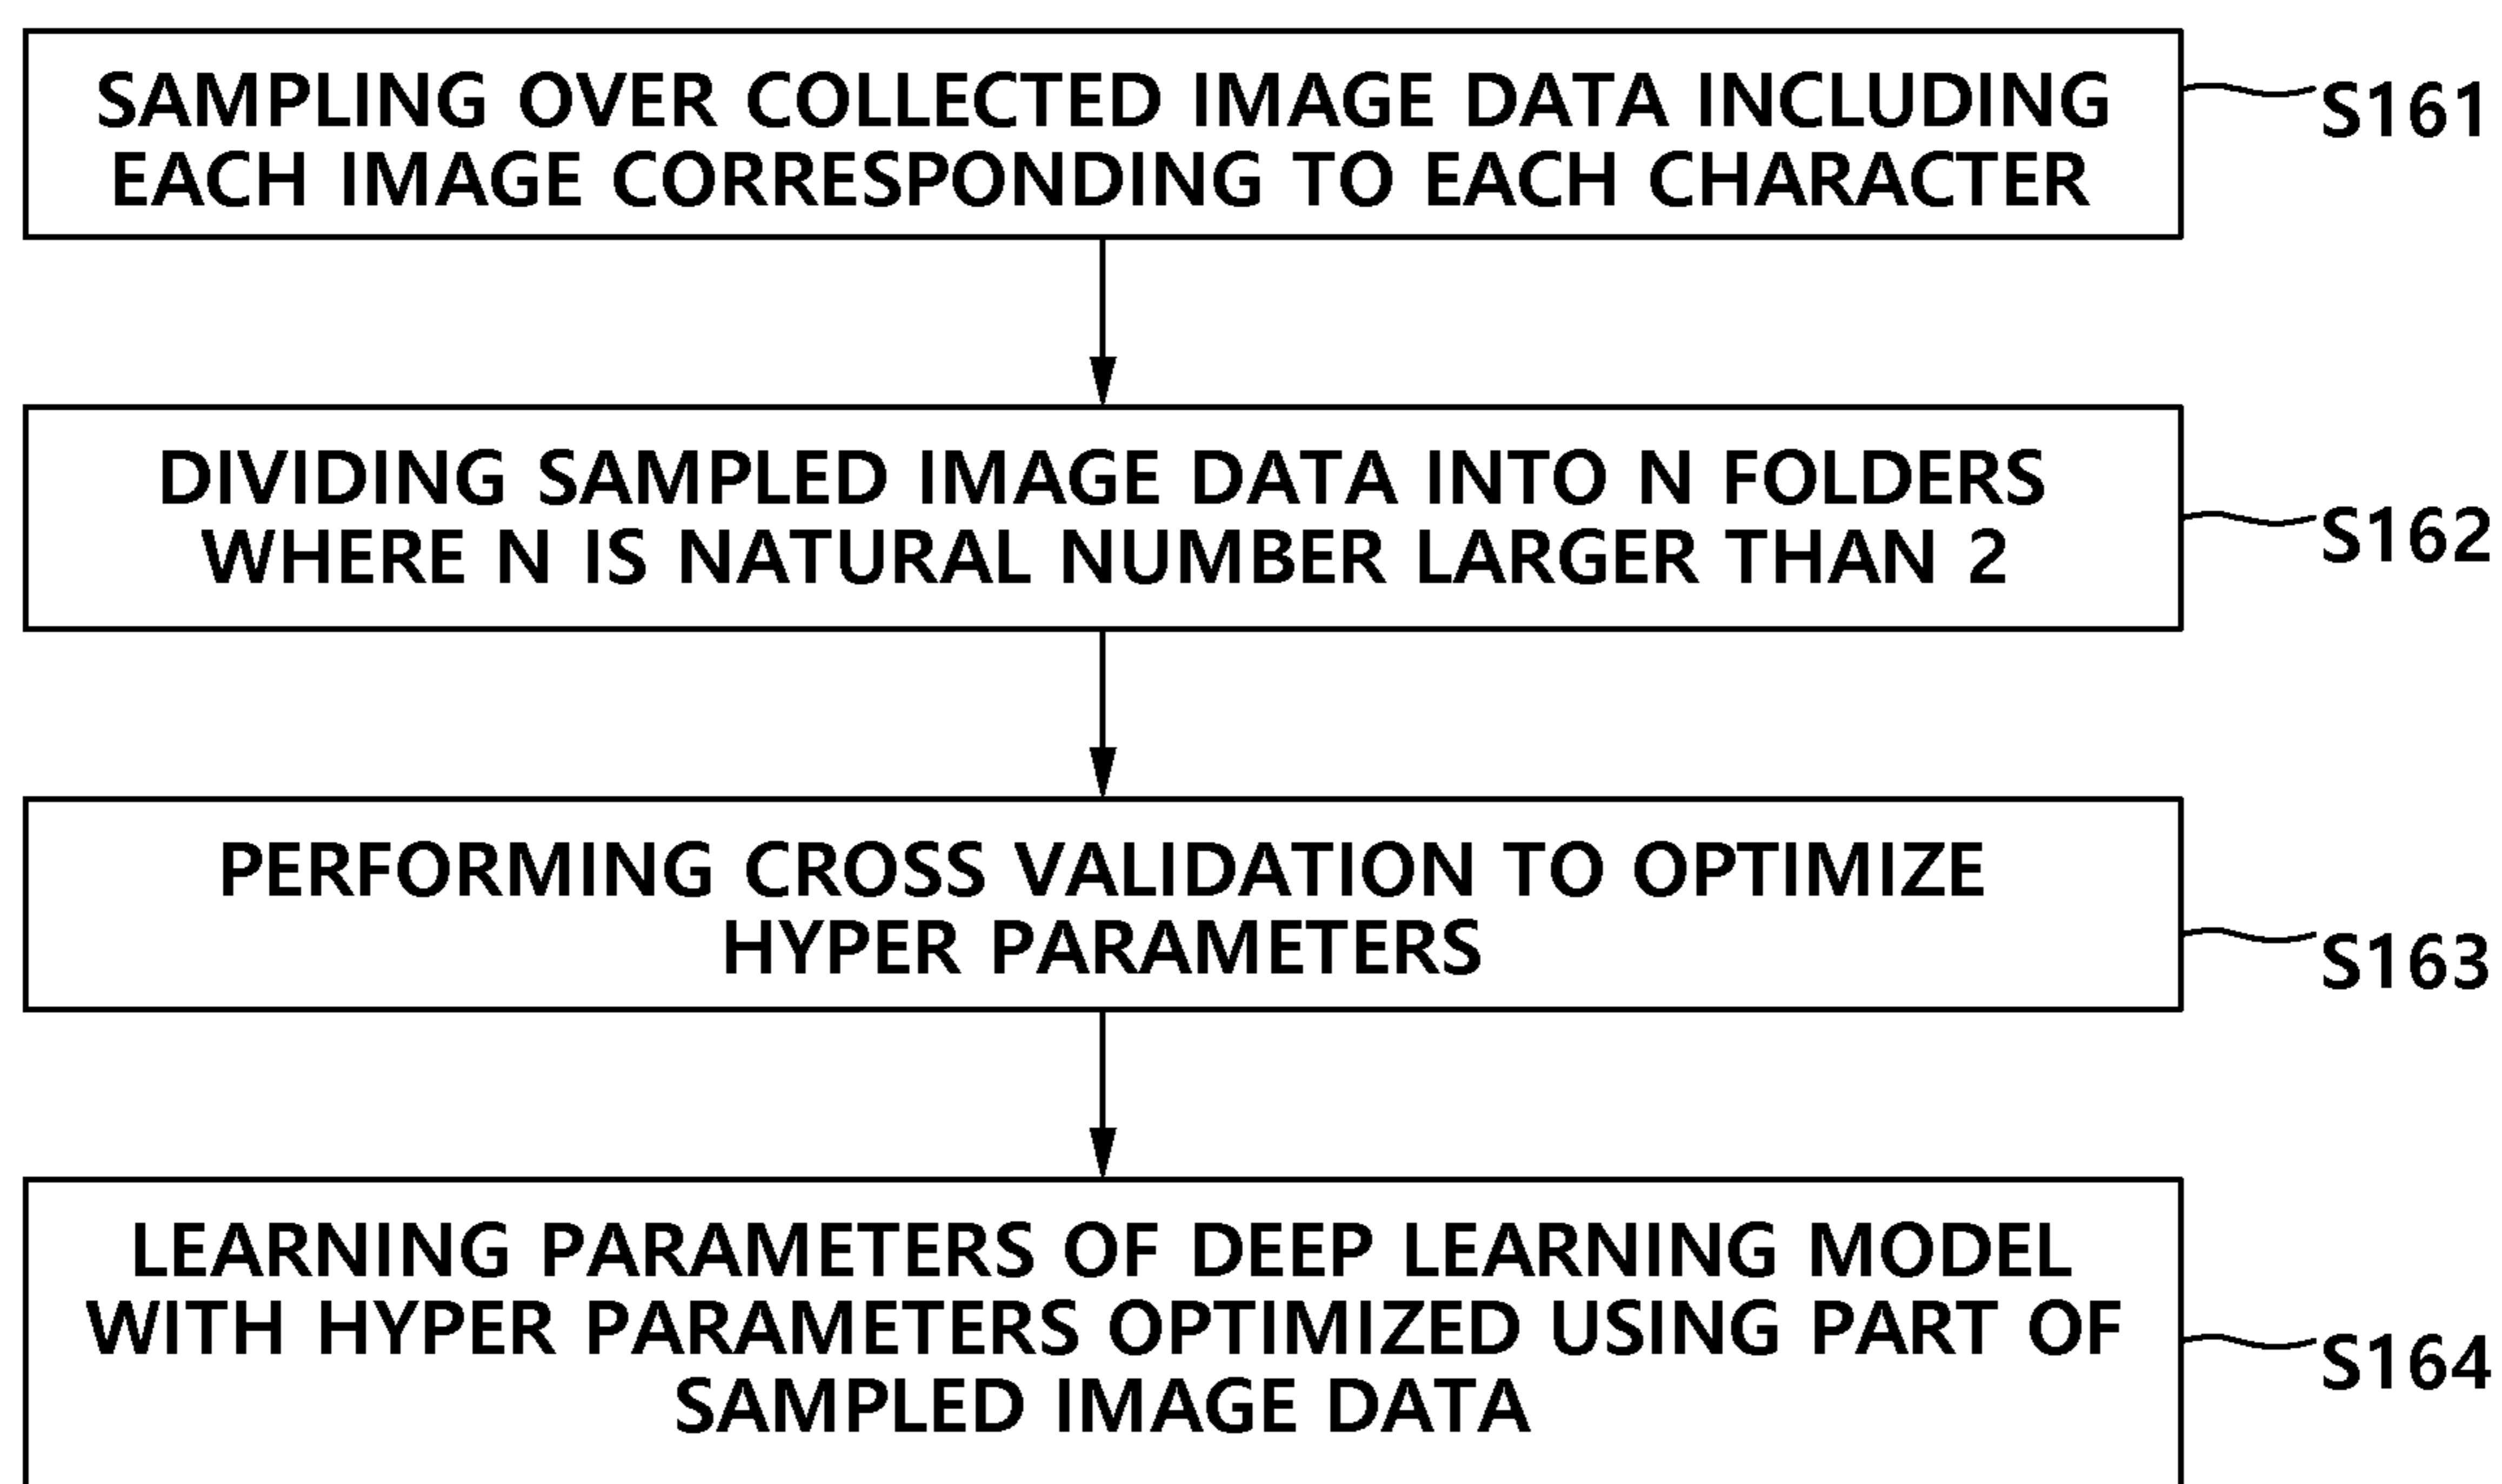 SAMPLING OVER COLLECTED IMAGE DATA INCLUDING
EACH IMAGE CORRESPONDING TO EACH CHARACTER
S161
DIVIDING SAMPLED IMAGE DATA INTO N FOLDERS
WHERE N IS NATURAL NUMBER LARGER THAN 2
S162
PERFORMING CROSS VALIDATION TO OPTIMIZE
HYPER PARAMETERS
S163
LEARNING PARAMETERS OF DEEP LEARNING MODEL
WITH HYPER PARAMETERS OPTIMIZED USING PART OF
SAMPLED IMAGE DATA
S164